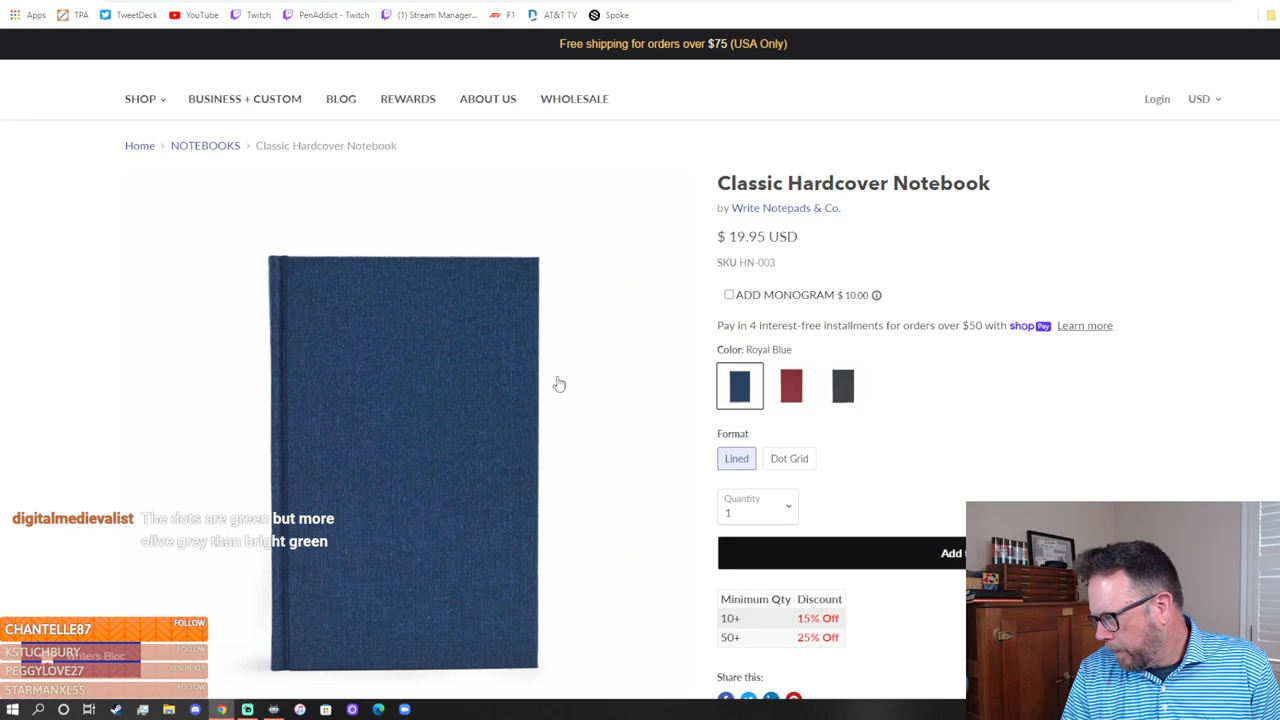 Apps TPA TweetDeck YouTube Twitch PenAddict - Twitch (1) Stream Manager... F1 AT&T TV Spoke
Free shipping for orders over $75 (USA Only)
SHOP BUSINESS + CUSTOM BLOG REWARDS ABOUT US WHOLESALE Login USD
Home > NOTEBOOKS > Classic Hardcover Notebook
Classic Hardcover Notebook
by Write Notepads & Co.
$ 19.95 USD
SKU HN-003
ADD MONOGRAM $ 10.00
Pay in 4 interest-free installments for orders over $50 with shop Pay Learn more
Color: Royal Blue
Format
Lined Dot Grid
Quantity
1
Add
Minimum Qty Discount
10+ 15% Off
50+ 25% Off
Share this:
digitalmedievalist The dots are green but more
olive grey than bright green
CHANTELLE87 FOLLOW
KSTUCHBURY FOLLOW
PEGGYLOVE27
STARMANXL55 FOLLOW